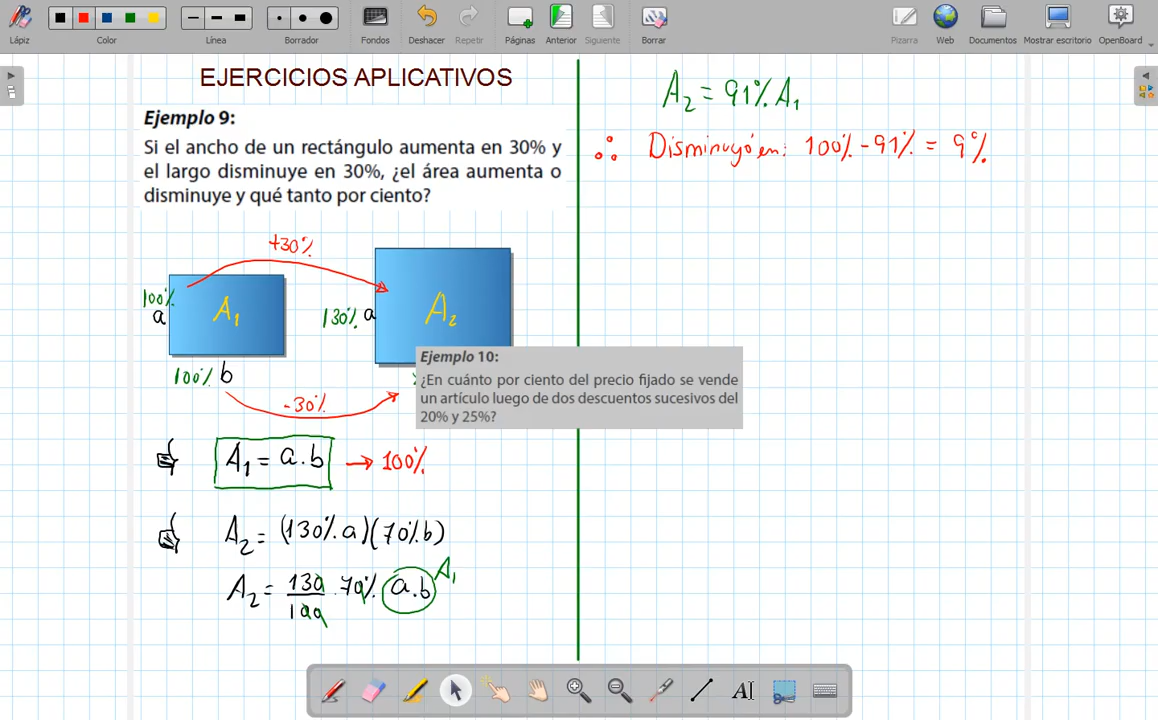 Lápiz Color Línea Borrador Fondos Deshacer Repetir Páginas Anterior Siguiente Borrar Pizarra Web Documentos Mostrar escritorio OpenBoard
EJERCICIOS APLICATIVOS
Ejemplo 9:
Si el ancho de un rectángulo aumenta en 30% y
el largo disminuye en 30%, ¿el área aumenta o
disminuye y qué tanto por ciento?
+30%
100%
a
A₁
130% a
A₂
100% b
-30%
A₁ = a.b → 100%
A₂ = (130% a)(70% b)
A₂ = 130/100 . 70% a.b A₁
A₂ = 91% A₁
∴ Disminuyó en: 100% - 91% = 9%
Ejemplo 10:
¿En cuánto por ciento del precio fijado se vende
un artículo luego de dos descuentos sucesivos del
20% y 25%?
AI